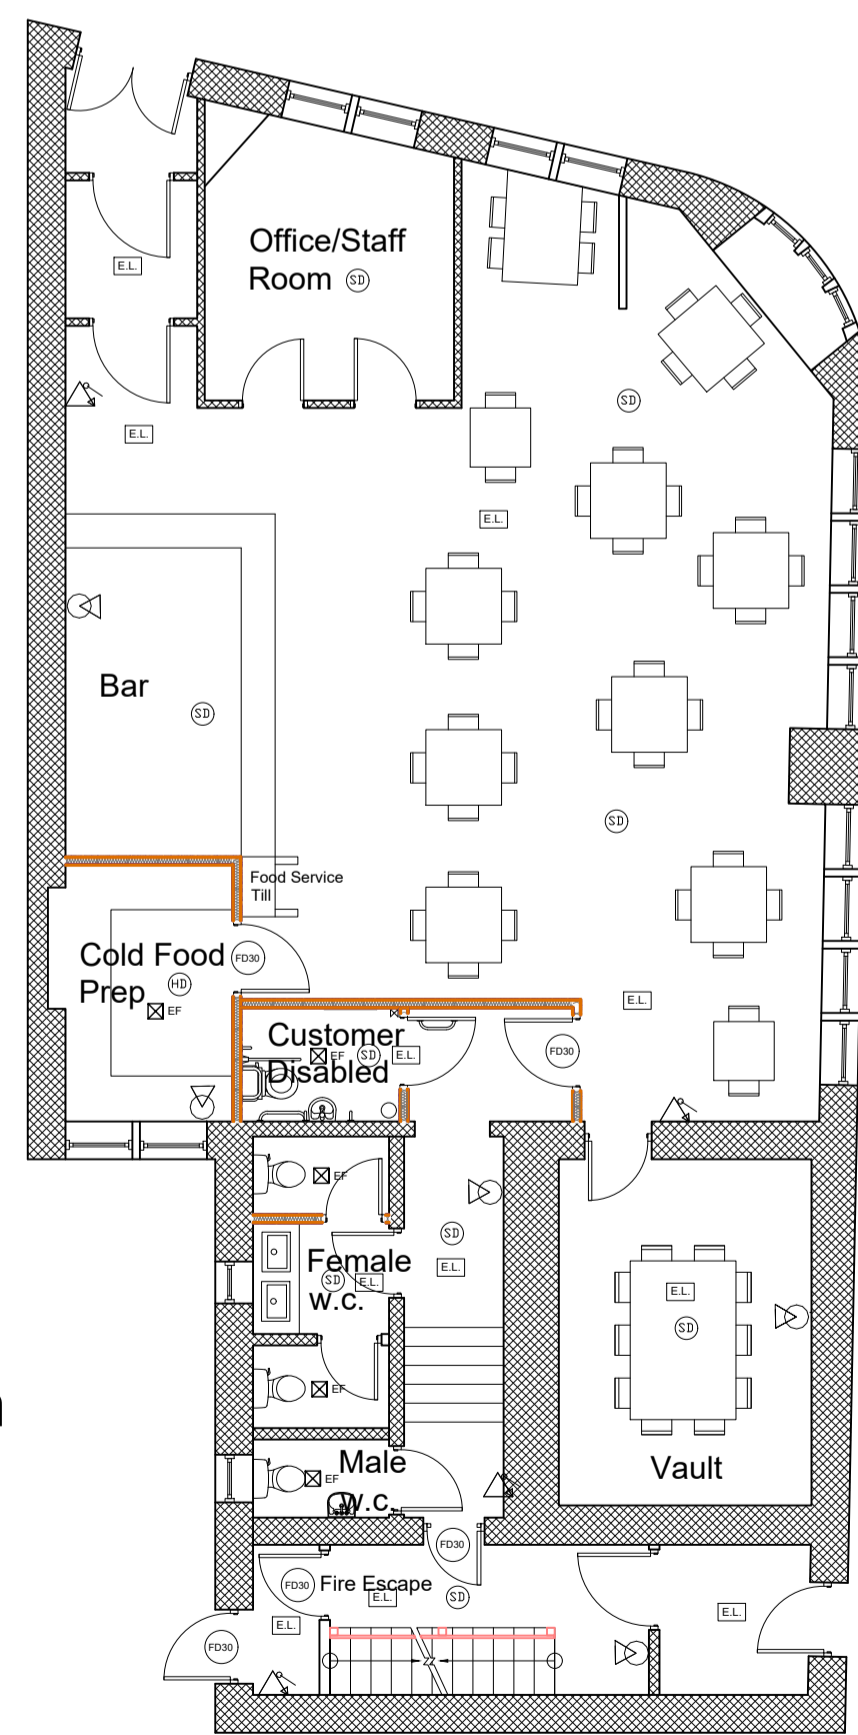 Office/Staff
Room
SD
E.L.
SD
E.L.
E.L.
Bar
SD
SD
Food Service
Till
Cold Food
Prep
FD30
HD
EF
E.L.
Customer
Disabled
EF
SD
E.L.
FD30
EF
SD
E.L.
Female
w.c.
SD
E.L.
E.L.
SD
EF
Male
w.c.
EF
Vault
FD30
FD30
Fire Escape
E.L.
SD
E.L.
E.L.
FD30